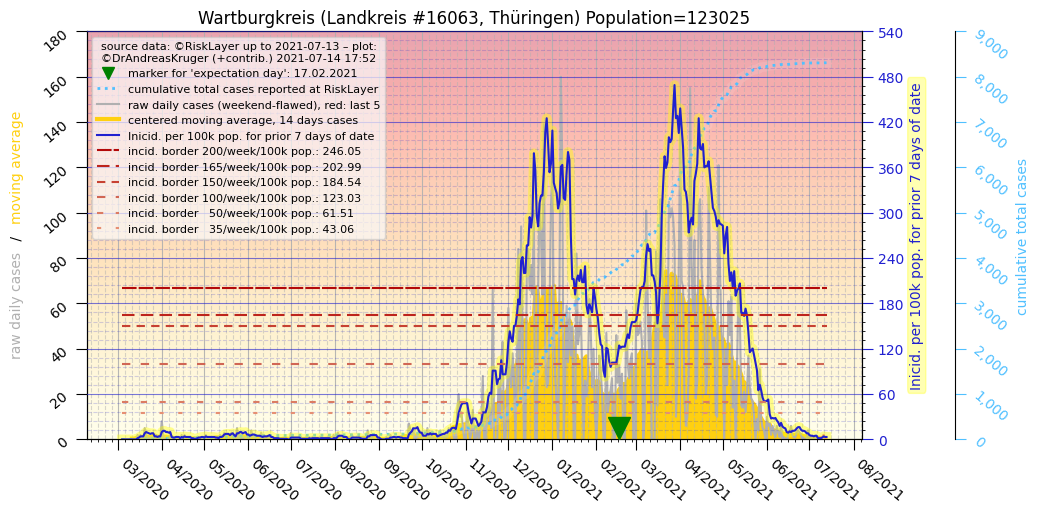 Wartburgkreis (Landkreis #16063, Thüringen) Population=123025
source data: ©RiskLayer up to 2021-07-13 – plot:
©DrAndreasKruger (+contrib.) 2021-07-14 17:52
marker for 'expectation day': 17.02.2021
cumulative total cases reported at RiskLayer
raw daily cases (weekend-flawed), red: last 5
centered moving average, 14 days cases
Inicid. per 100k pop. for prior 7 days of date
incid. border 200/week/100k pop.: 246.05
incid. border 165/week/100k pop.: 202.99
incid. border 150/week/100k pop.: 184.54
incid. border 100/week/100k pop.: 123.03
incid. border   50/week/100k pop.: 61.51
incid. border   35/week/100k pop.: 43.06
raw daily cases  /  moving average
180
160
140
120
100
80
60
40
20
0
03/2020
04/2020
05/2020
06/2020
07/2020
08/2020
09/2020
10/2020
11/2020
12/2020
01/2021
02/2021
03/2021
04/2021
05/2021
06/2021
07/2021
08/2021
540
480
420
360
300
240
180
120
60
0
Inicid. per 100k pop. for prior 7 days of date
9,000
8,000
7,000
6,000
5,000
4,000
3,000
2,000
1,000
0
cumulative total cases